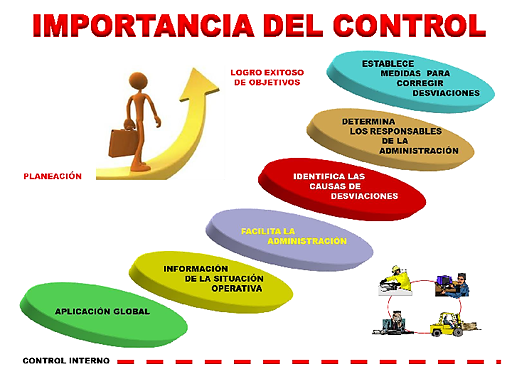 IMPORTANCIA DEL CONTROL
LOGRO EXITOSO
DE OBJETIVOS
PLANEACIÓN
ESTABLECE
MEDIDAS PARA
CORREGIR
DESVIACIONES
DETERMINA
LOS RESPONSABLES
DE LA
ADMINISTRACIÓN
IDENTIFICA LAS
CAUSAS DE
DESVIACIONES
FACILITA LA
ADMINISTRACIÓN
INFORMACIÓN
DE LA SITUACIÓN
OPERATIVA
APLICACIÓN GLOBAL
CONTROL INTERNO